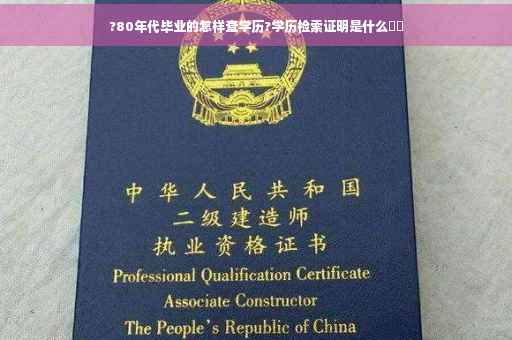 ?80年代毕业的怎样查学历?学历检索证明是什么
中华人民共和国
二级建造师
执业资格证书
Professional Qualification Certificate
Associate Constructor
The People's Republic of China